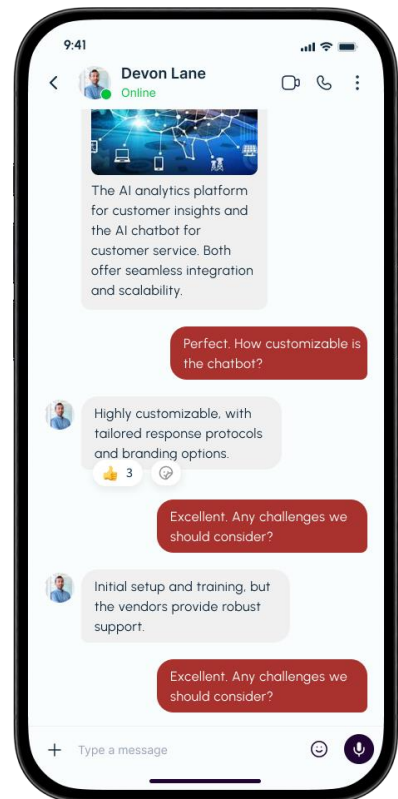 9:41
Devon Lane
Online
The AI analytics platform
for customer insights and
the AI chatbot for
customer service. Both
offer seamless integration
and scalability.
Perfect. How customizable is
the chatbot?
Highly customizable, with
tailored response protocols
and branding options.
3
Excellent. Any challenges we
should consider?
Initial setup and training, but
the vendors provide robust
support.
Excellent. Any challenges we
should consider?
Type a message